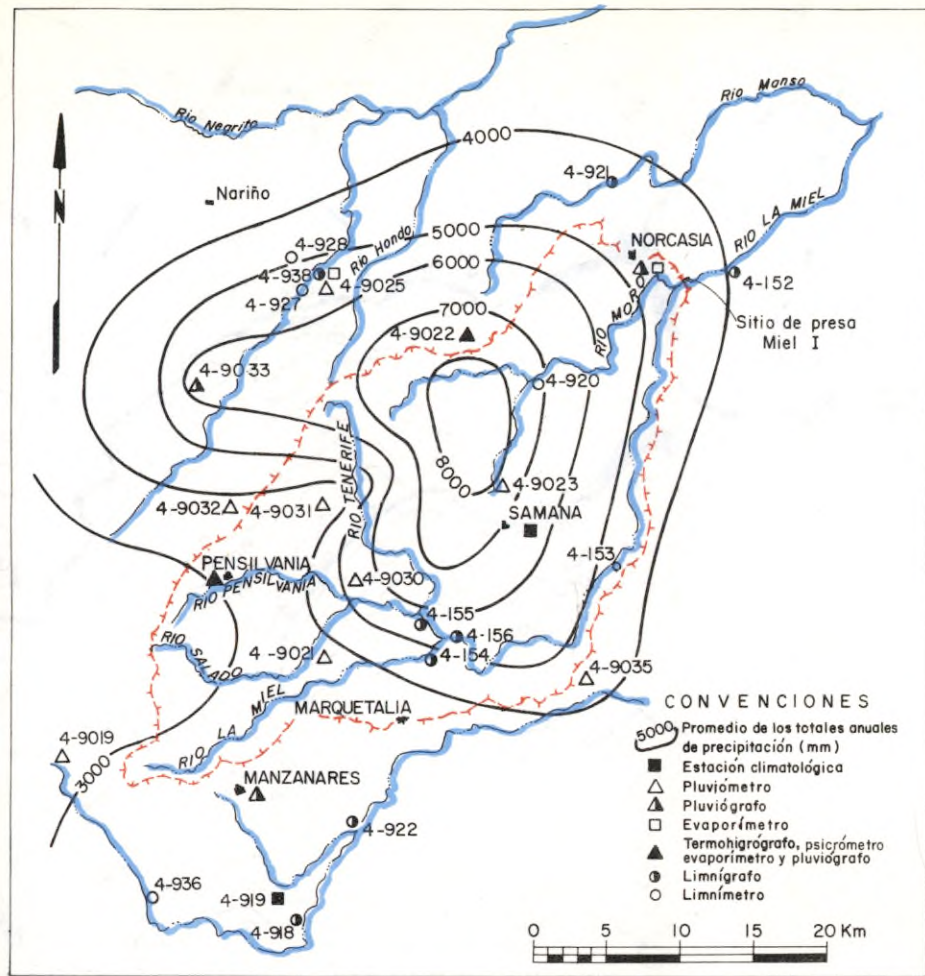 Río Negrito
Río Manso
4000
4-921
N
Nariño
RIO LA MIEL
4-928
5000
Río Hondo
NORCASIA
4-938
6000
4-927
4-9025
4-152
RIO MORO
7000
Sitio de presa
Miel I
4-9022
4-9033
4-920
8000
RIO TENERIFE
4-9023
4-9032
4-9031
SAMANA
4-153
PENSILVANIA
RIO PENSILVANIA
4-9030
4-155
4-156
RIO SALADO
4-9021
4-154
4-9035
RIO LA MIEL
MARQUETALIA
CONVENCIONES
5000 Promedio de los totales anuales
de precipitación (mm)
4-9019
3000
Estación climatológica
MANZANARES
Pluviómetro
Pluviógrafo
4-922
Evaporímetro
Termohigrógrafo, psicrómetro
evaporímetro y pluviógrafo
4-936
Limnígrafo
4-919
Limnímetro
4-918
0 5 10 20 Km